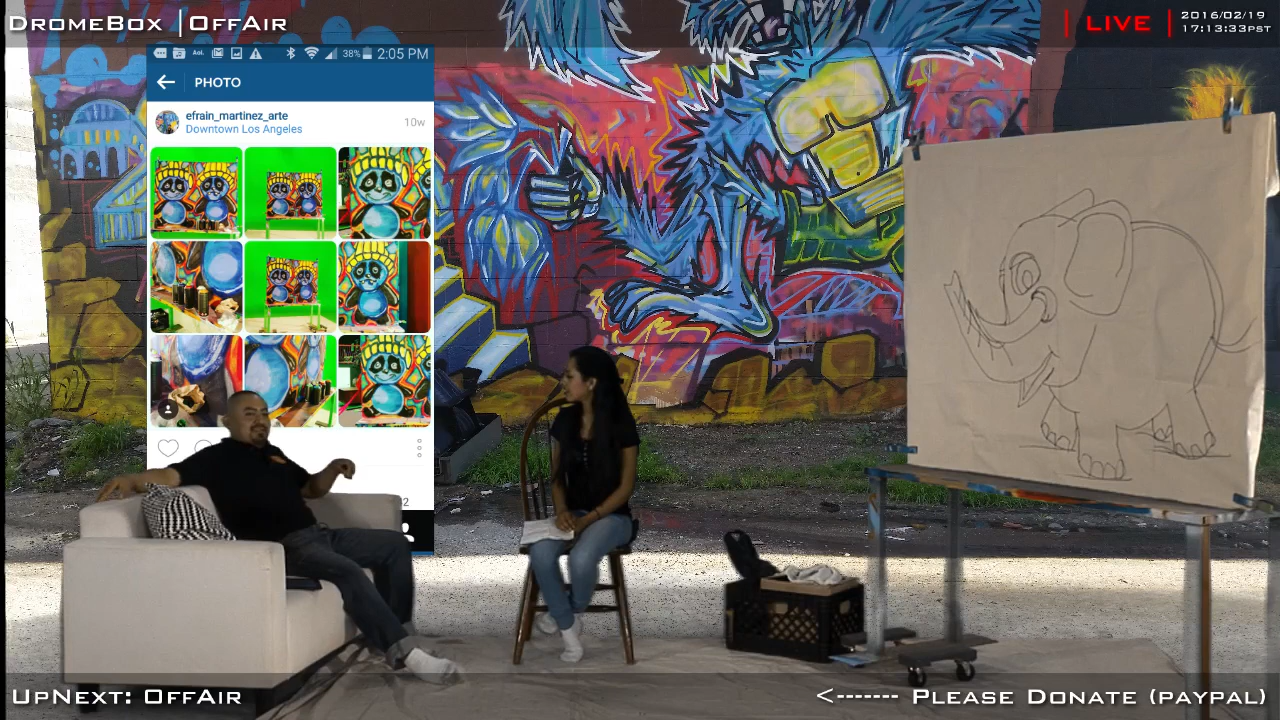 DromeBox |OffAir
| LIVE |
2016/02/19
17:13:33PST
AOL 38% 2:05 PM
PHOTO
efrain_martinez_arte
Downtown Los Angeles
10w
UpNext: OffAir
<------- Please Donate (paypal)